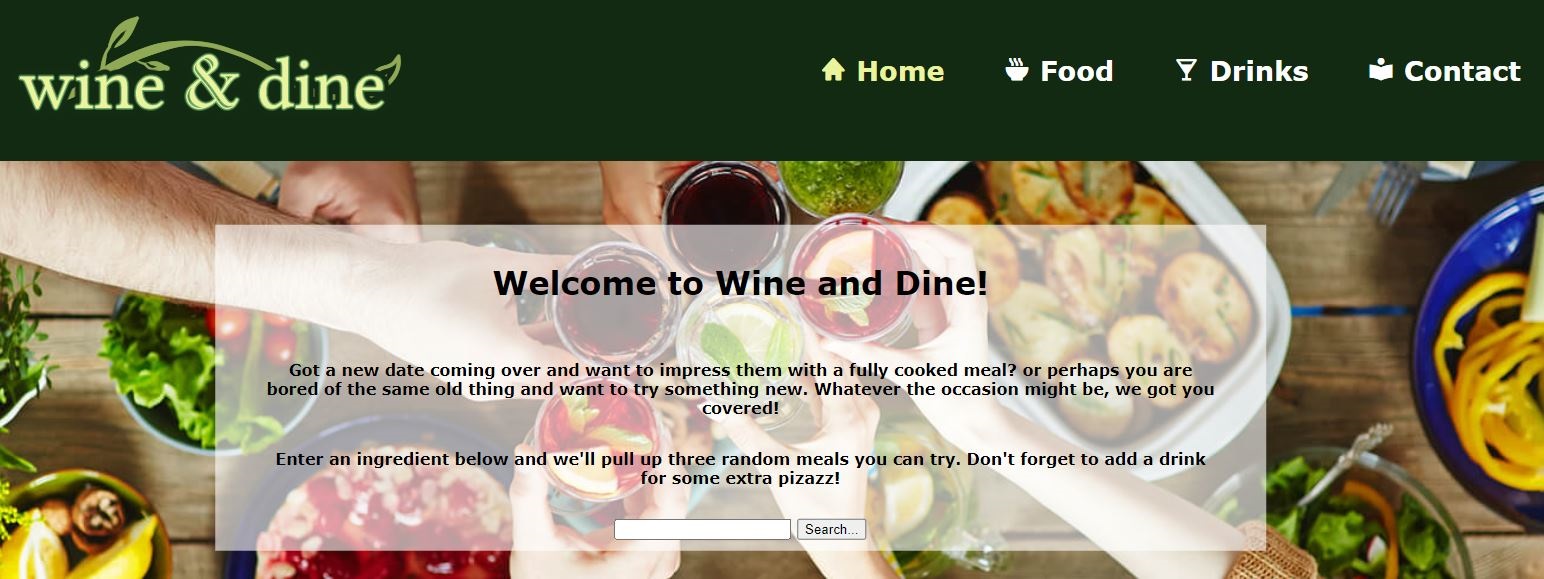 wine & dine
Home
Food
Drinks
Contact
Welcome to Wine and Dine!
Got a new date coming over and want to impress them with a fully cooked meal? or perhaps you are
bored of the same old thing and want to try something new. Whatever the occasion might be, we got you
covered!
Enter an ingredient below and we'll pull up three random meals you can try. Don't forget to add a drink
for some extra pizazz!
Search...